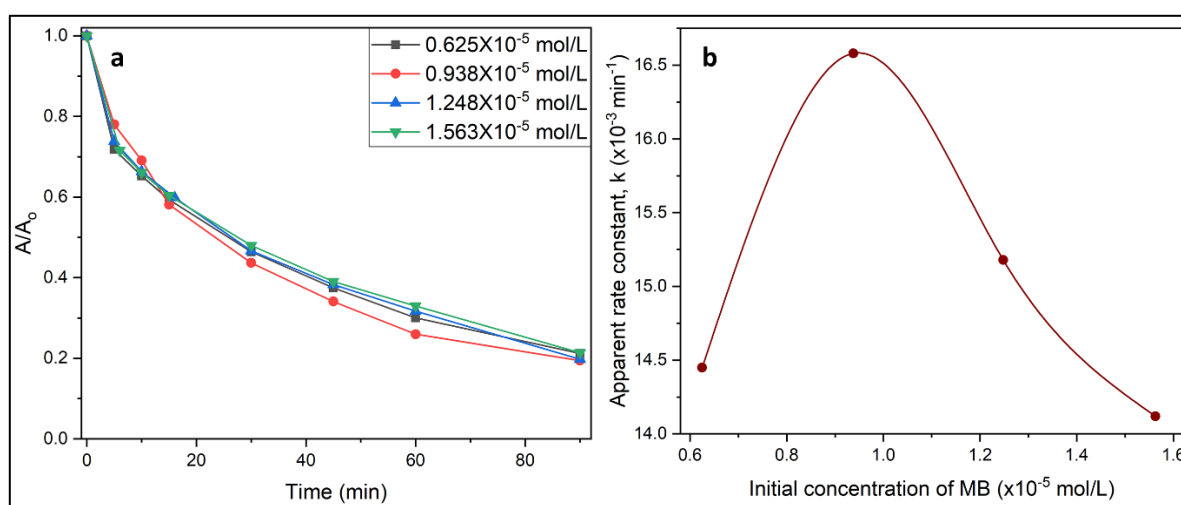 a
0.625X10⁻⁵ mol/L
0.938X10⁻⁵ mol/L
1.248X10⁻⁵ mol/L
1.563X10⁻⁵ mol/L
1.0
0.8
0.6
0.4
0.2
0.0
A/Aₒ
0
20
40
60
80
Time (min)
b
16.5
16.0
15.5
15.0
14.5
14.0
Apparent rate constant, k (x10⁻³ min⁻¹)
0.6
0.8
1.0
1.2
1.4
1.6
Initial concentration of MB (x10⁻⁵ mol/L)